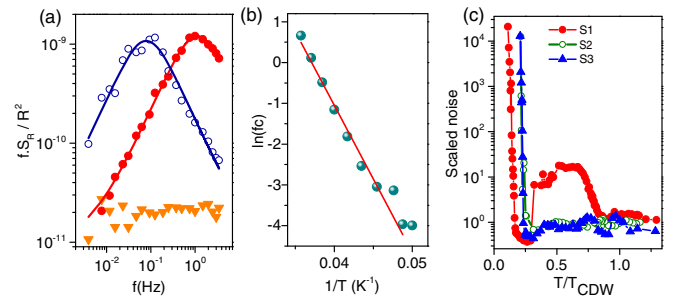 (a)
f.S_R / R²
10⁻⁹
10⁻¹⁰
10⁻¹¹
10⁻² 10⁻¹ 10⁰
f(Hz)
(b)
ln(fc)
1
0
-1
-2
-3
-4
0.04 0.05
1/T (K⁻¹)
(c)
S1
S2
S3
Scaled noise
10⁴
10³
10²
10¹
10⁰
0.0 0.5 1.0
T/T_CDW